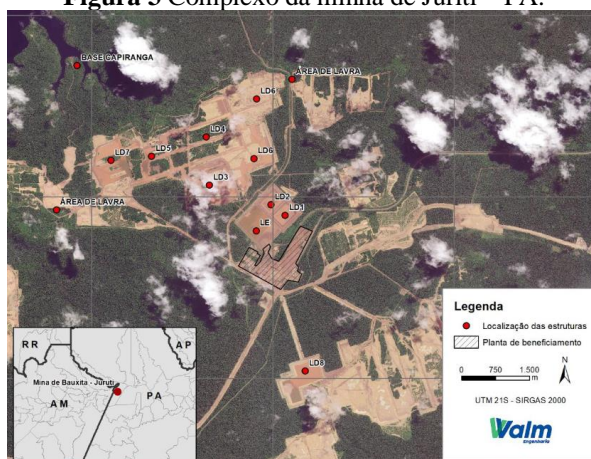 Figura 3 Complexo da mina de Juriti – PA.
BASE CAPIRANGA
ÁREA DE LAVRA
LD6
LD4
LD7
LD5
LD6
LD3
ÁREA DE LAVRA
LD2
LD1
LE
LD8
RR
AP
Mina de Bauxita - Juruti
AM
PA
Legenda
Localização das estruturas
Planta de beneficiamento
0 750 1.500
m
N
UTM 21S - SIRGAS 2000
Walm
Engenharia